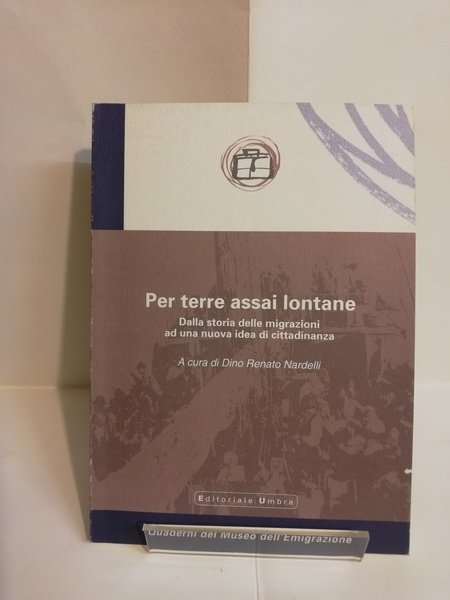 Per terre assai lontane
Dalla storia delle migrazioni
ad una nuova idea di cittadinanza
A cura di Dino Renato Nardelli
Editoriale Umbra
Quaderni del Museo dell'Emigrazione